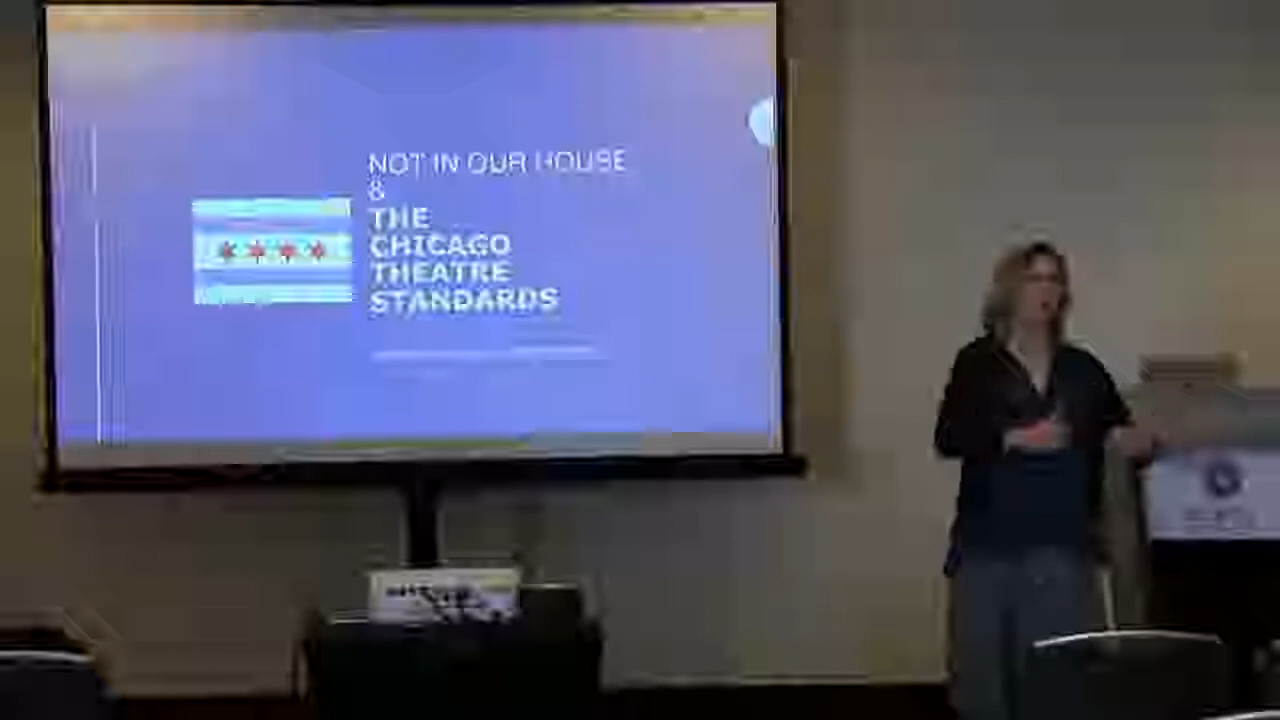 NOT IN OUR HOUSE
&
THE
CHICAGO
THEATRE
STANDARDS